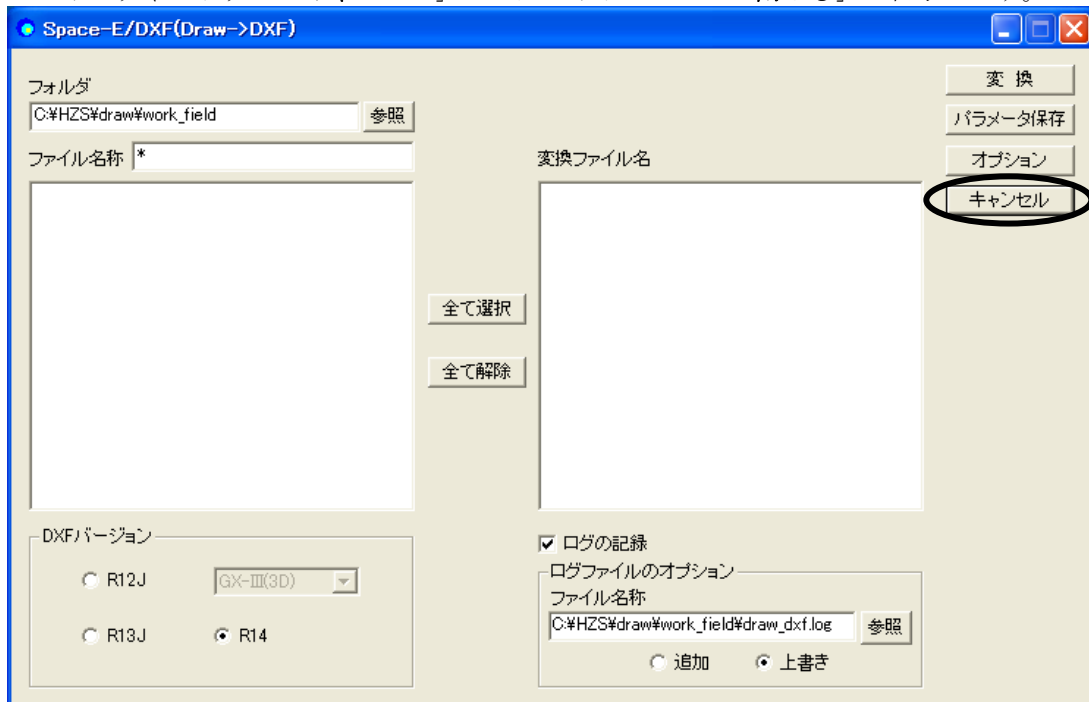 Space-E/DXF(Draw->DXF)
フォルダ
C:¥HZS¥draw¥work_field
参照
ファイル名称 *
変換ファイル名
変 換
パラメータ保存
オプション
キャンセル
全て選択
全て解除
DXFバージョン
R12J GX-Ⅲ(3D)
R13J R14
ログの記録
ログファイルのオプション
ファイル名称
C:¥HZS¥draw¥work_field¥draw_dxf.log 参照
追加 上書き